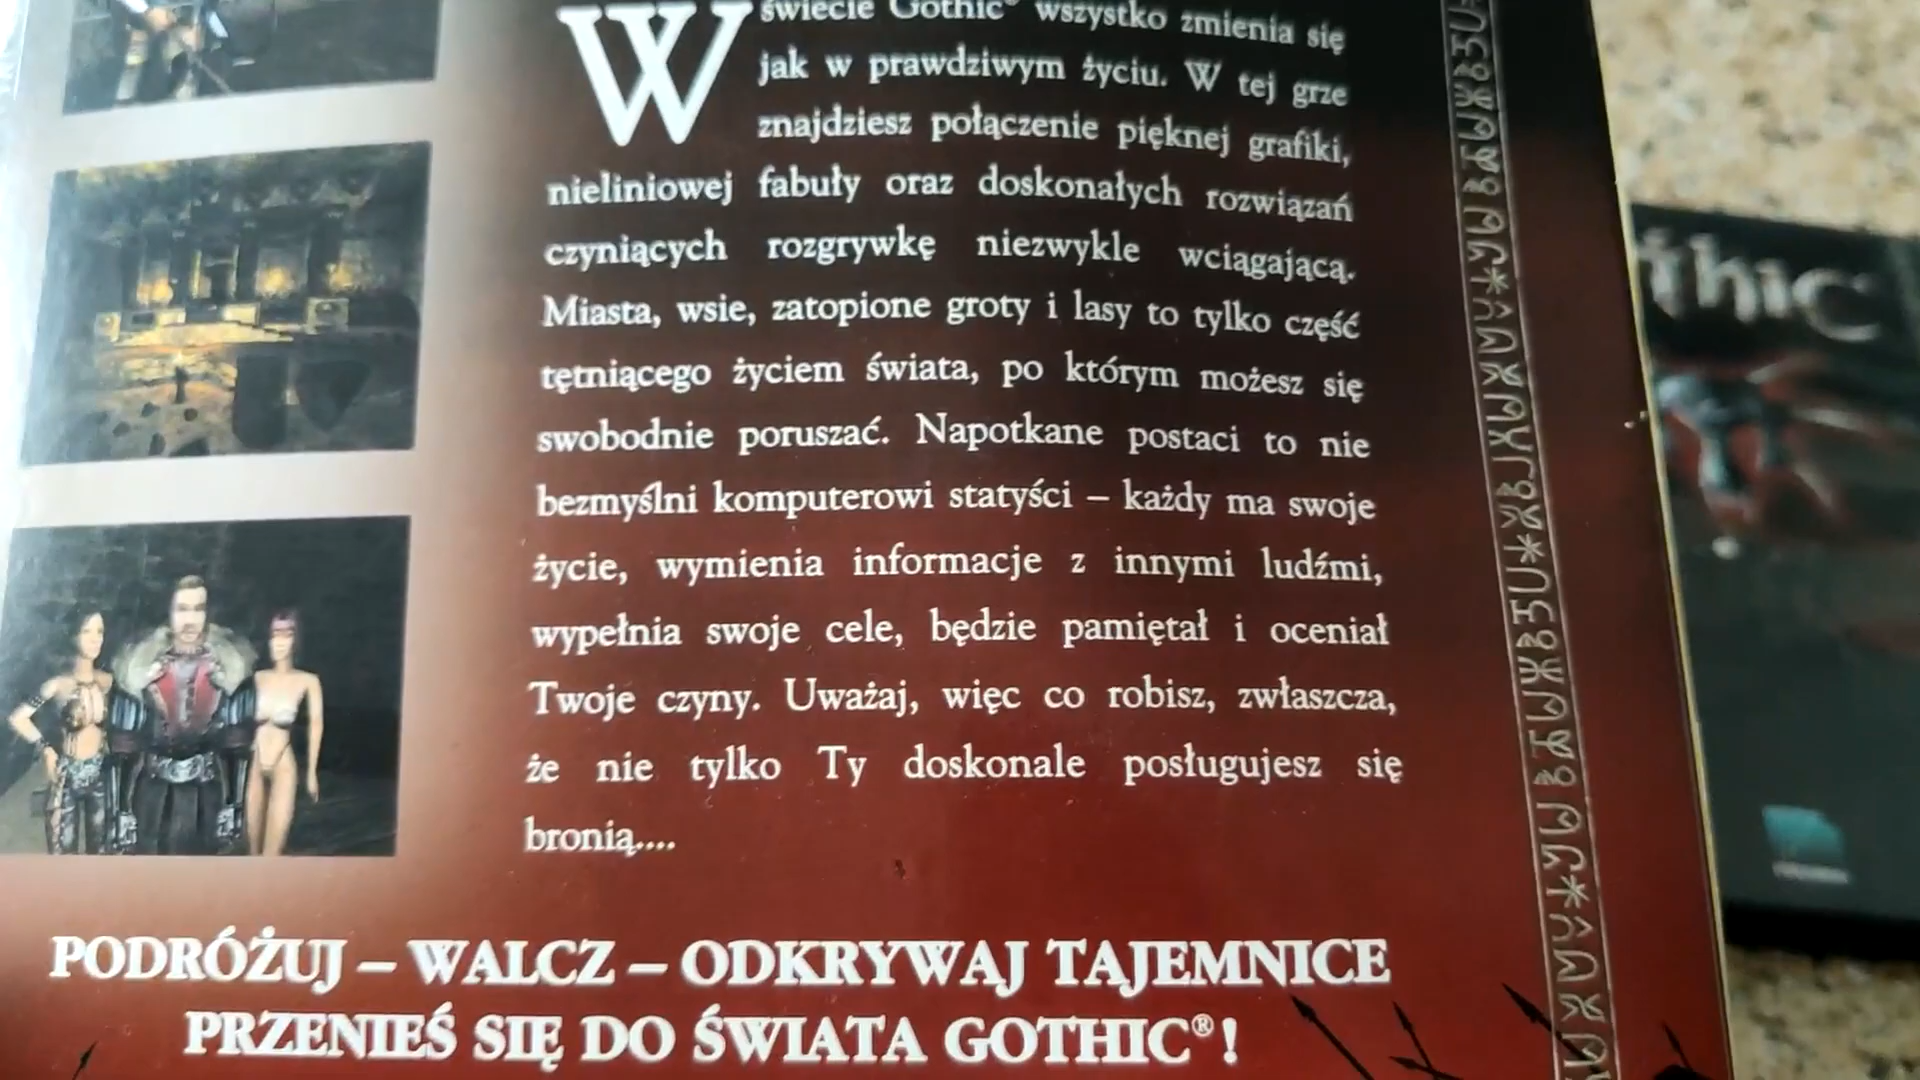 W świecie Gothic® wszystko zmienia się
jak w prawdziwym życiu. W tej grze
znajdziesz połączenie pięknej grafiki,
nieliniowej fabuły oraz doskonałych rozwiązań
czyniących rozgrywkę niezwykle wciągającą.
Miasta, wsie, zatopione groty i lasy to tylko część
tętniącego życiem świata, po którym możesz się
swobodnie poruszać. Napotkane postaci to nie
bezmyślni komputerowi statyści – każdy ma swoje
życie, wymienia informacje z innymi ludźmi,
wypełnia swoje cele, będzie pamiętał i oceniał
Twoje czyny. Uważaj, więc co robisz, zwłaszcza,
że nie tylko Ty doskonale posługujesz się
bronią....
PODRÓŻUJ – WALCZ – ODKRYWAJ TAJEMNICE
PRZENIEŚ SIĘ DO ŚWIATA GOTHIC®!
thic